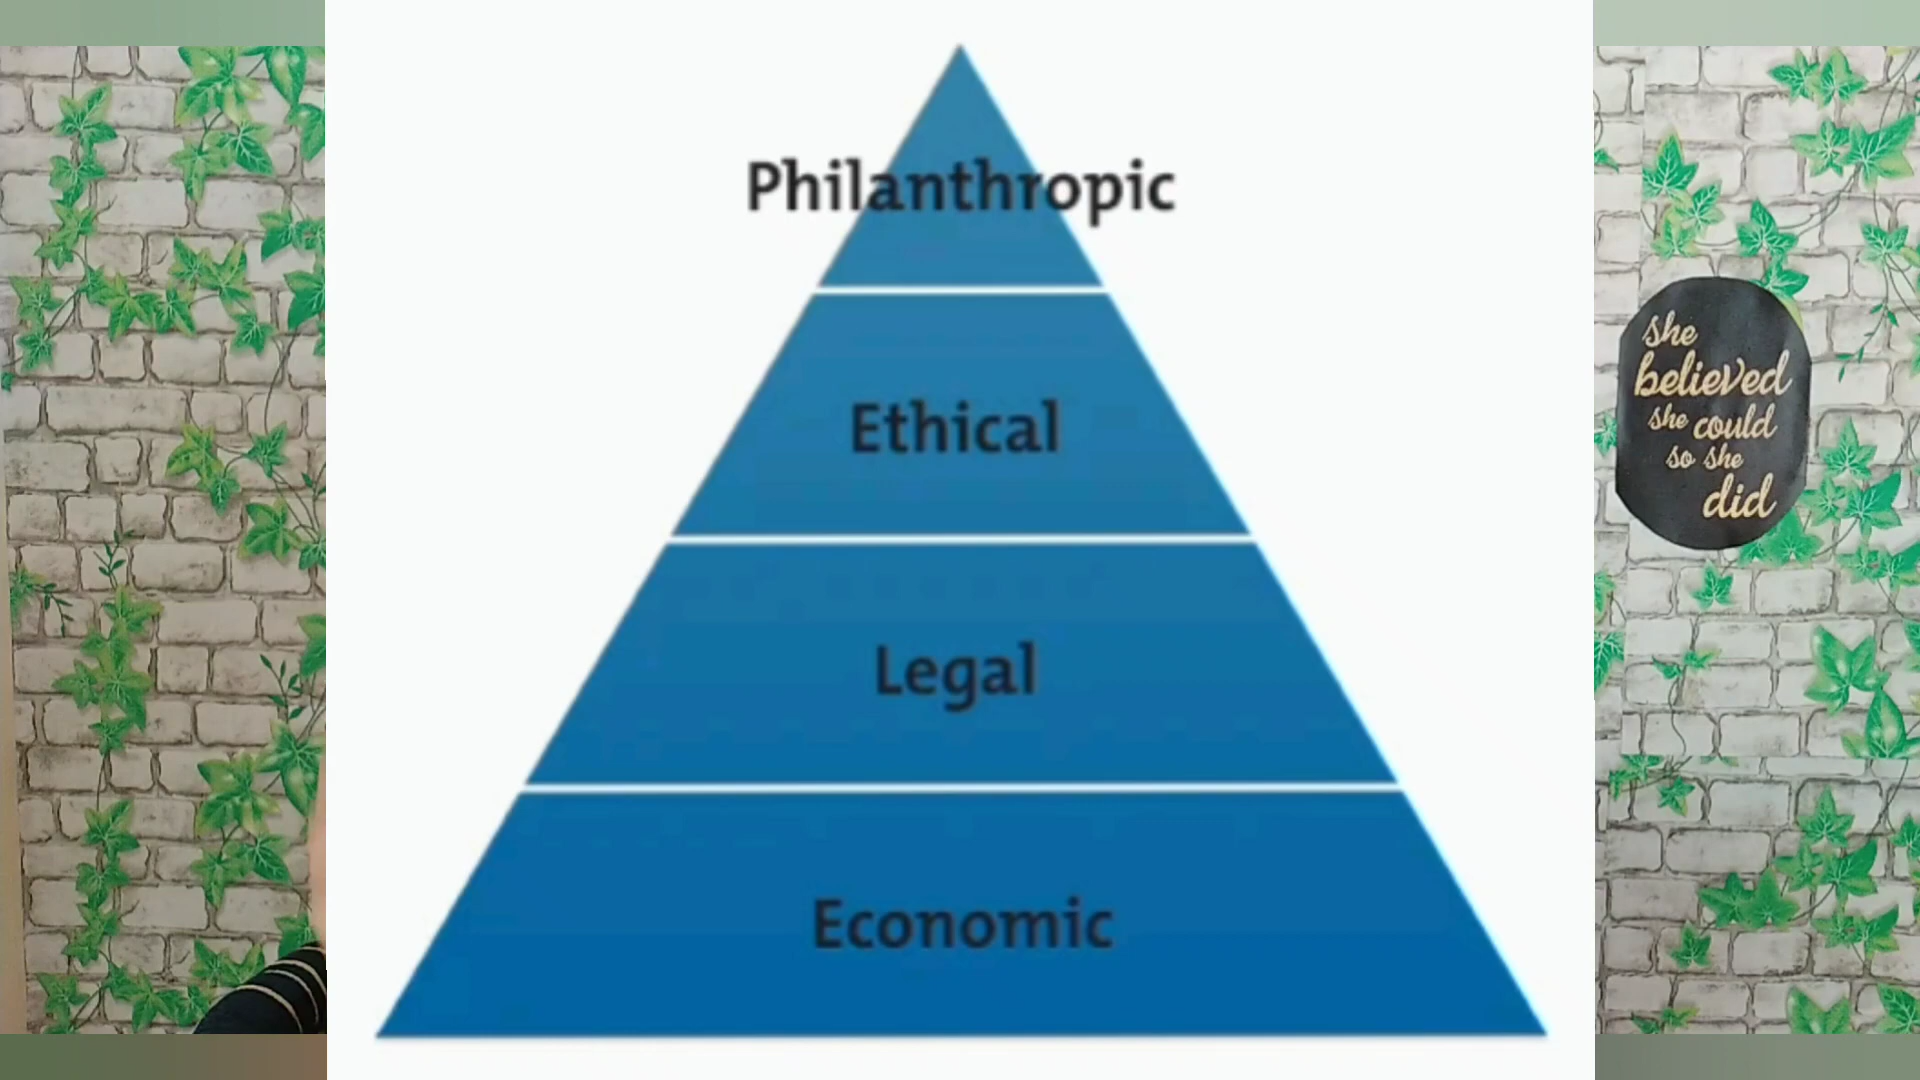 Philanthropic
Ethical
Legal
Economic
she
believed
she could
so she
did